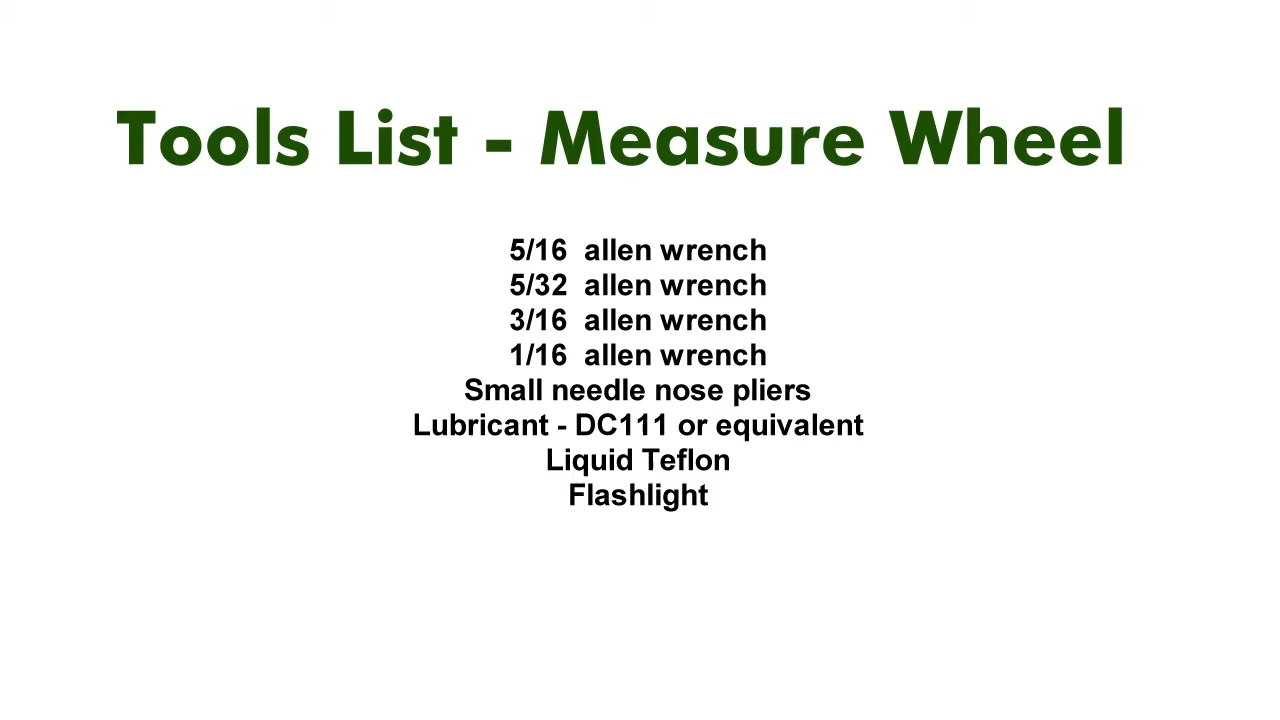 Tools List - Measure Wheel
5/16  allen wrench
5/32  allen wrench
3/16  allen wrench
1/16  allen wrench
Small needle nose pliers
Lubricant - DC111 or equivalent
Liquid Teflon
Flashlight